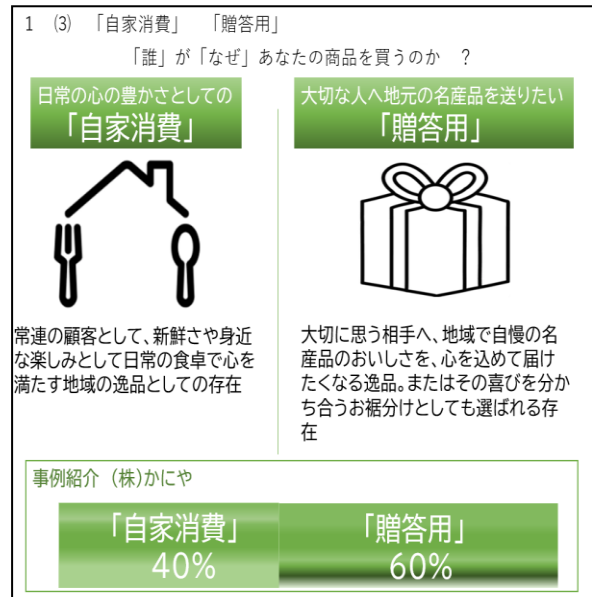 1 ⑶ 「自家消費」 「贈答用」
「誰」が「なぜ」あなたの商品を買うのか ?
日常の心の豊かさとしての
「自家消費」
常連の顧客として、新鮮さや身近
な楽しみとして日常の食卓で心を
満たす地域の逸品としての存在
大切な人へ地元の名産品を送りたい
「贈答用」
大切に思う相手へ、地域で自慢の名
産品のおいしさを、心を込めて届け
たくなる逸品。またはその喜びを分か
ち合うお裾分けとしても選ばれる存
在
事例紹介 (株)かにや
「自家消費」
40%
「贈答用」
60%